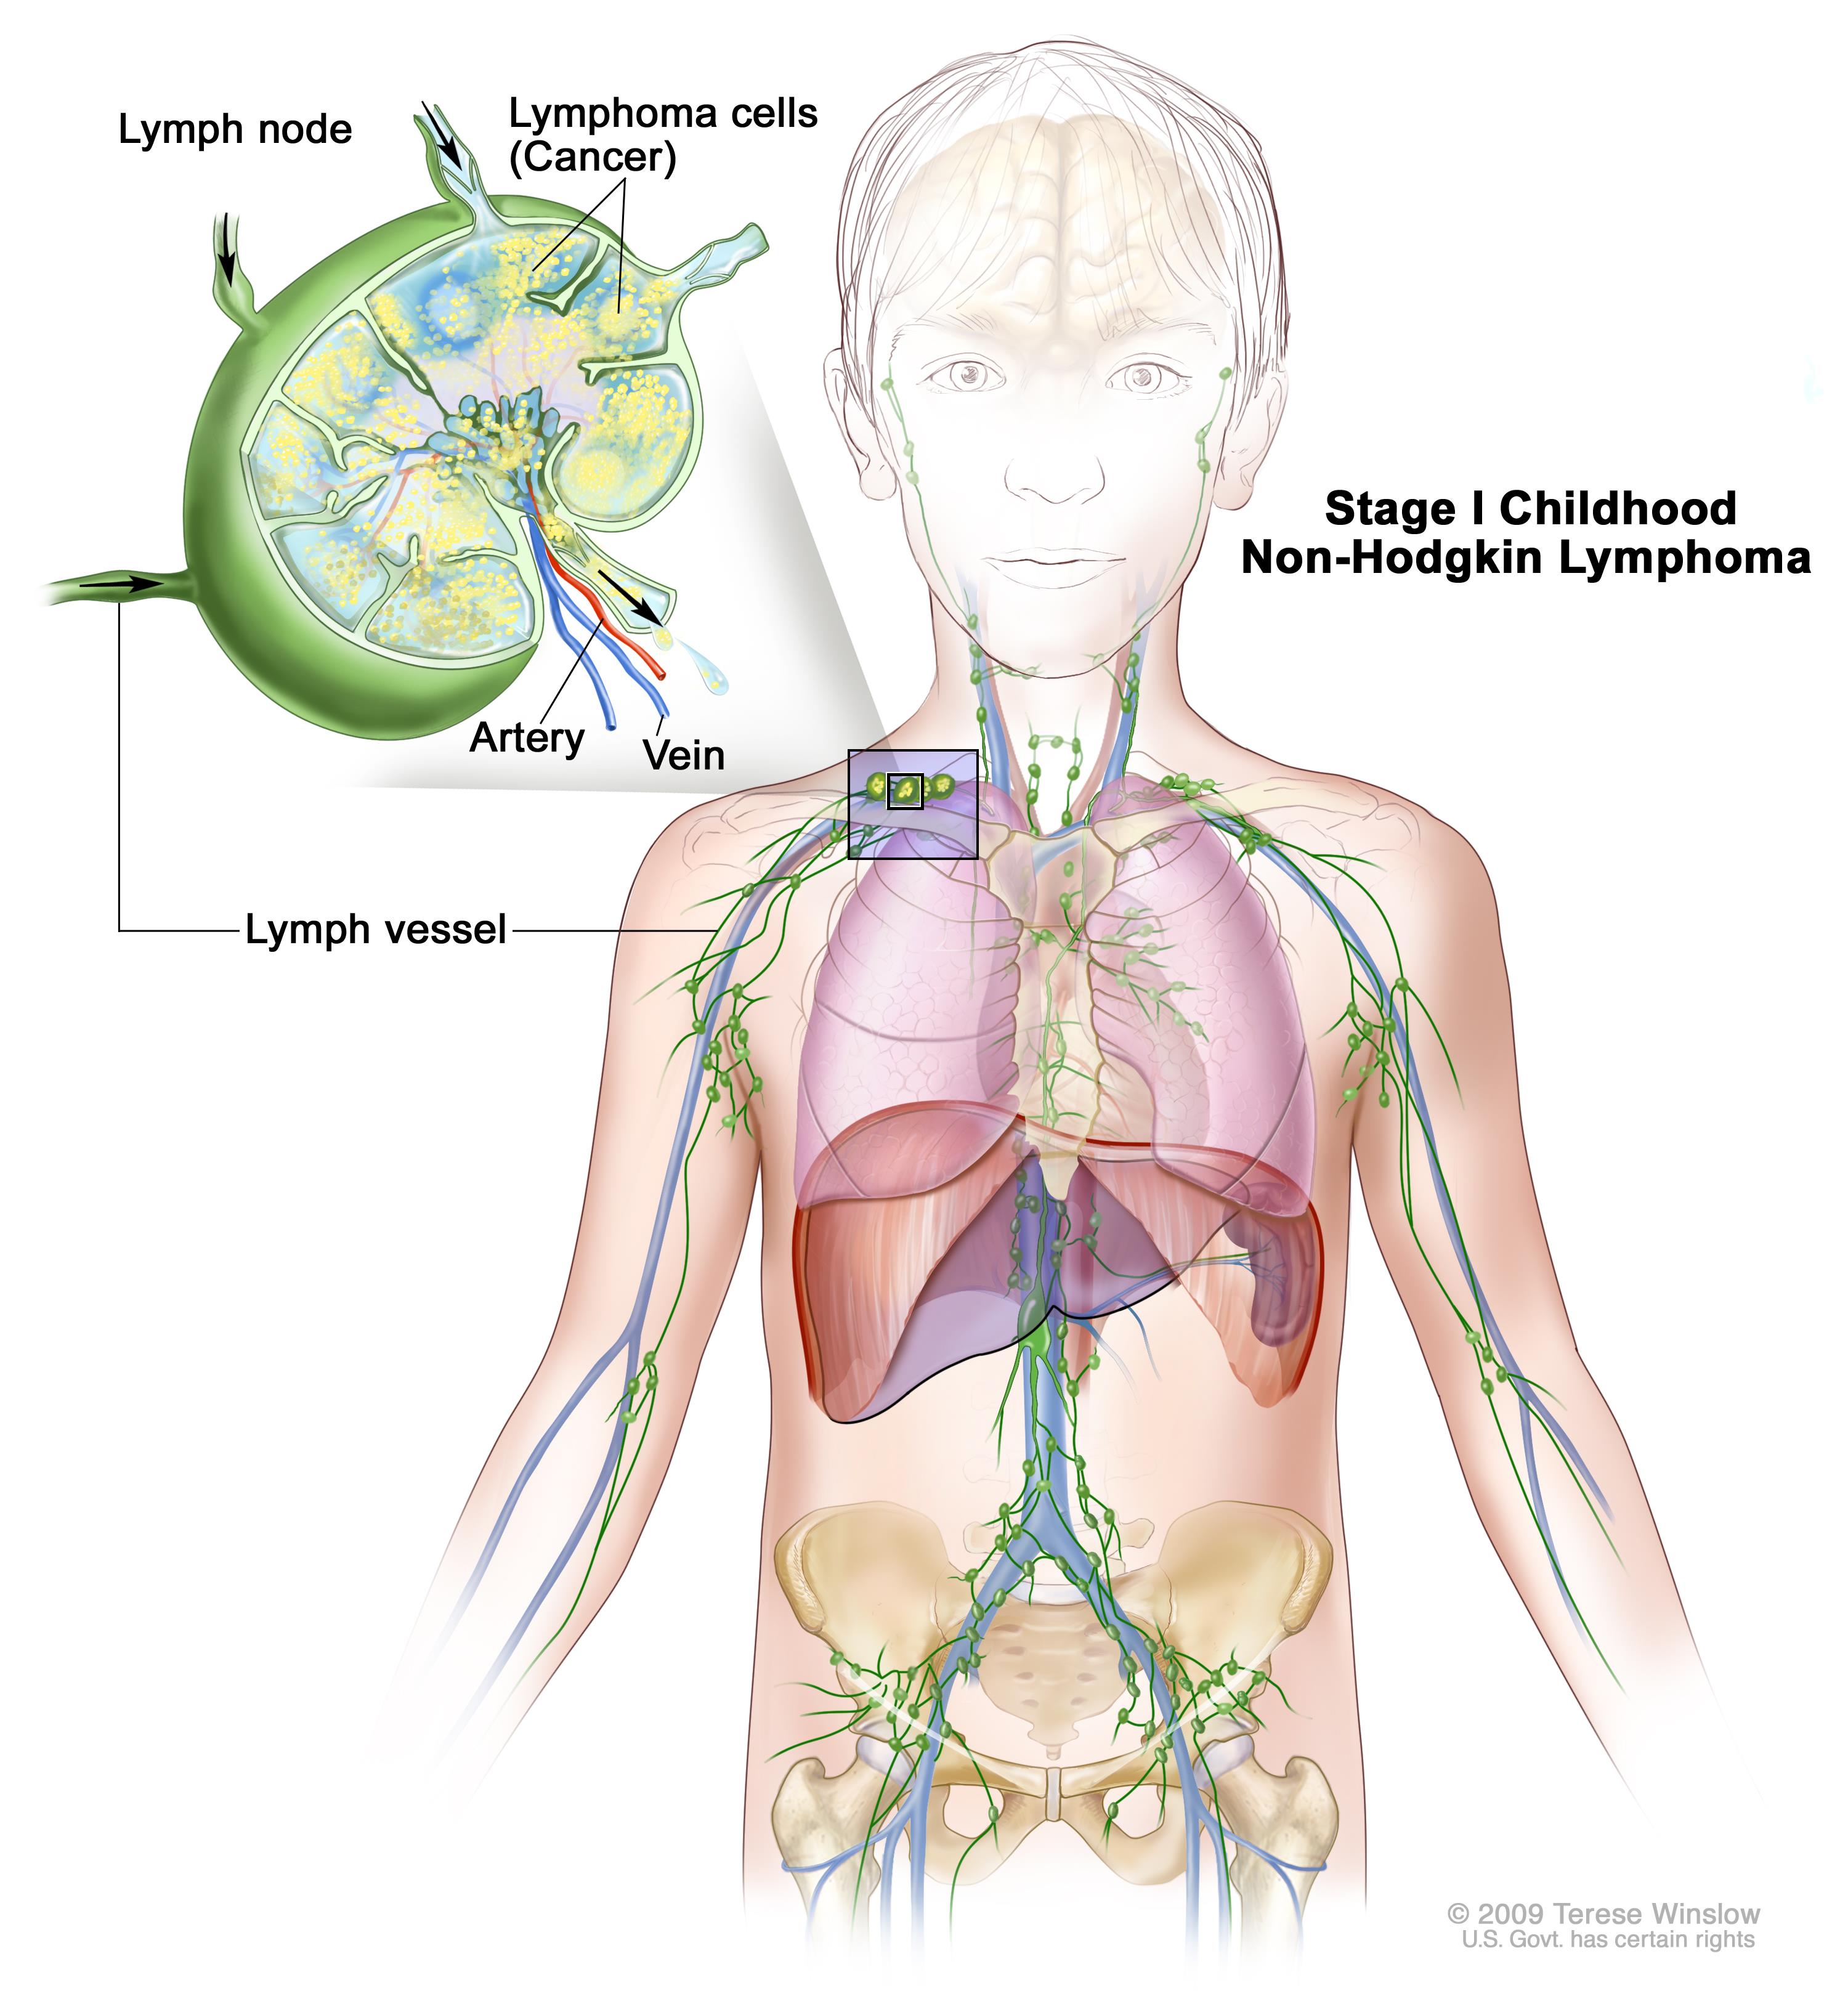 Lymph node
Lymphoma cells
(Cancer)
Stage I Childhood
Non-Hodgkin Lymphoma
Artery
Vein
Lymph vessel
© 2009 Terese Winslow
U.S. Govt. has certain rights